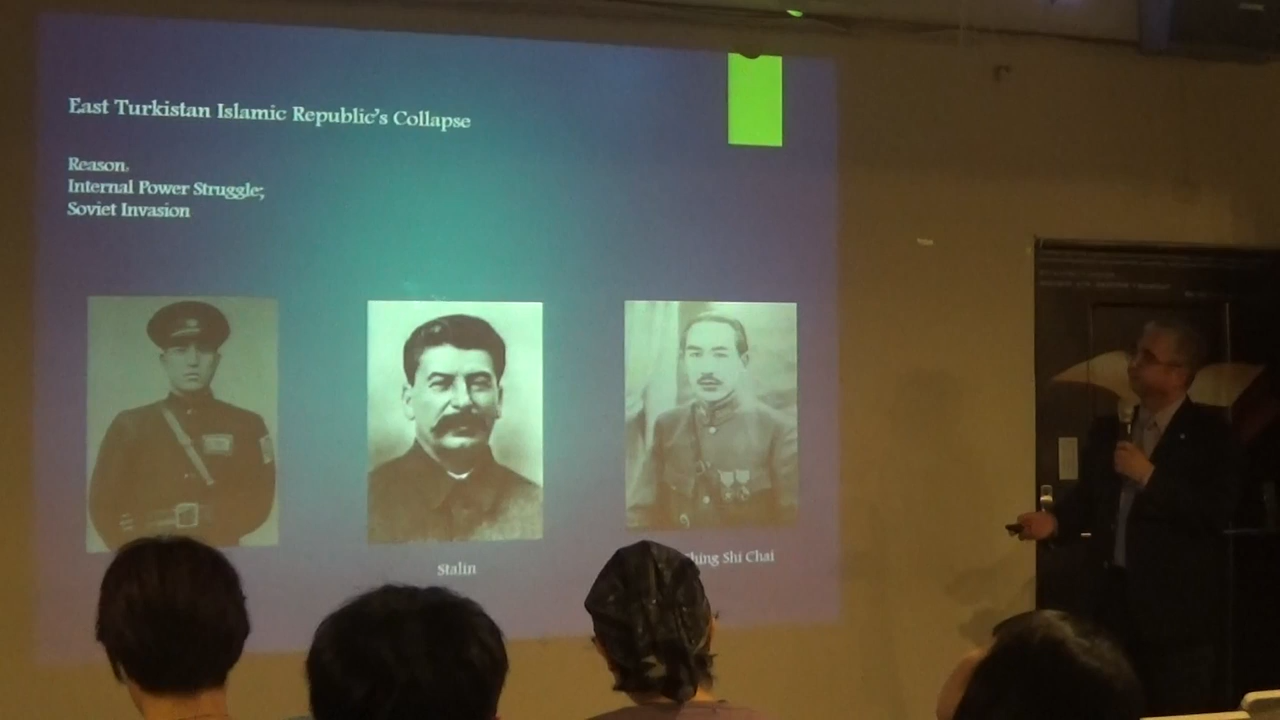 East Turkistan Islamic Republic's Collapse
Reason.
Internal Power Struggle;
Soviet Invasion
Stalin
Shi Chai